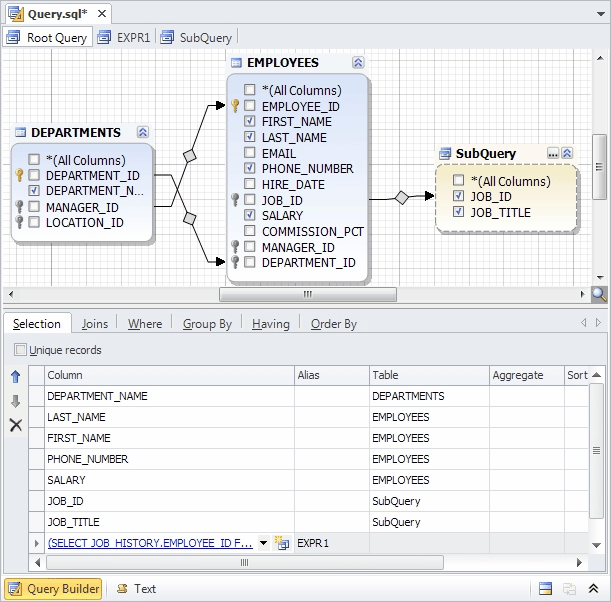 Query.sql*
Root Query EXPR1 SubQuery
DEPARTMENTS
*(All Columns)
DEPARTMENT_ID
DEPARTMENT_N...
MANAGER_ID
LOCATION_ID
EMPLOYEES
*(All Columns)
EMPLOYEE_ID
FIRST_NAME
LAST_NAME
EMAIL
PHONE_NUMBER
HIRE_DATE
JOB_ID
SALARY
COMMISSION_PCT
MANAGER_ID
DEPARTMENT_ID
SubQuery
*(All Columns)
JOB_ID
JOB_TITLE
Selection Joins Where Group By Having Order By
Unique records
Column Alias Table Aggregate Sort
DEPARTMENT_NAME DEPARTMENTS
LAST_NAME EMPLOYEES
FIRST_NAME EMPLOYEES
PHONE_NUMBER EMPLOYEES
SALARY EMPLOYEES
JOB_ID SubQuery
JOB_TITLE SubQuery
(SELECT JOB_HISTORY.EMPLOYEE_ID F... EXPR1
Query Builder Text